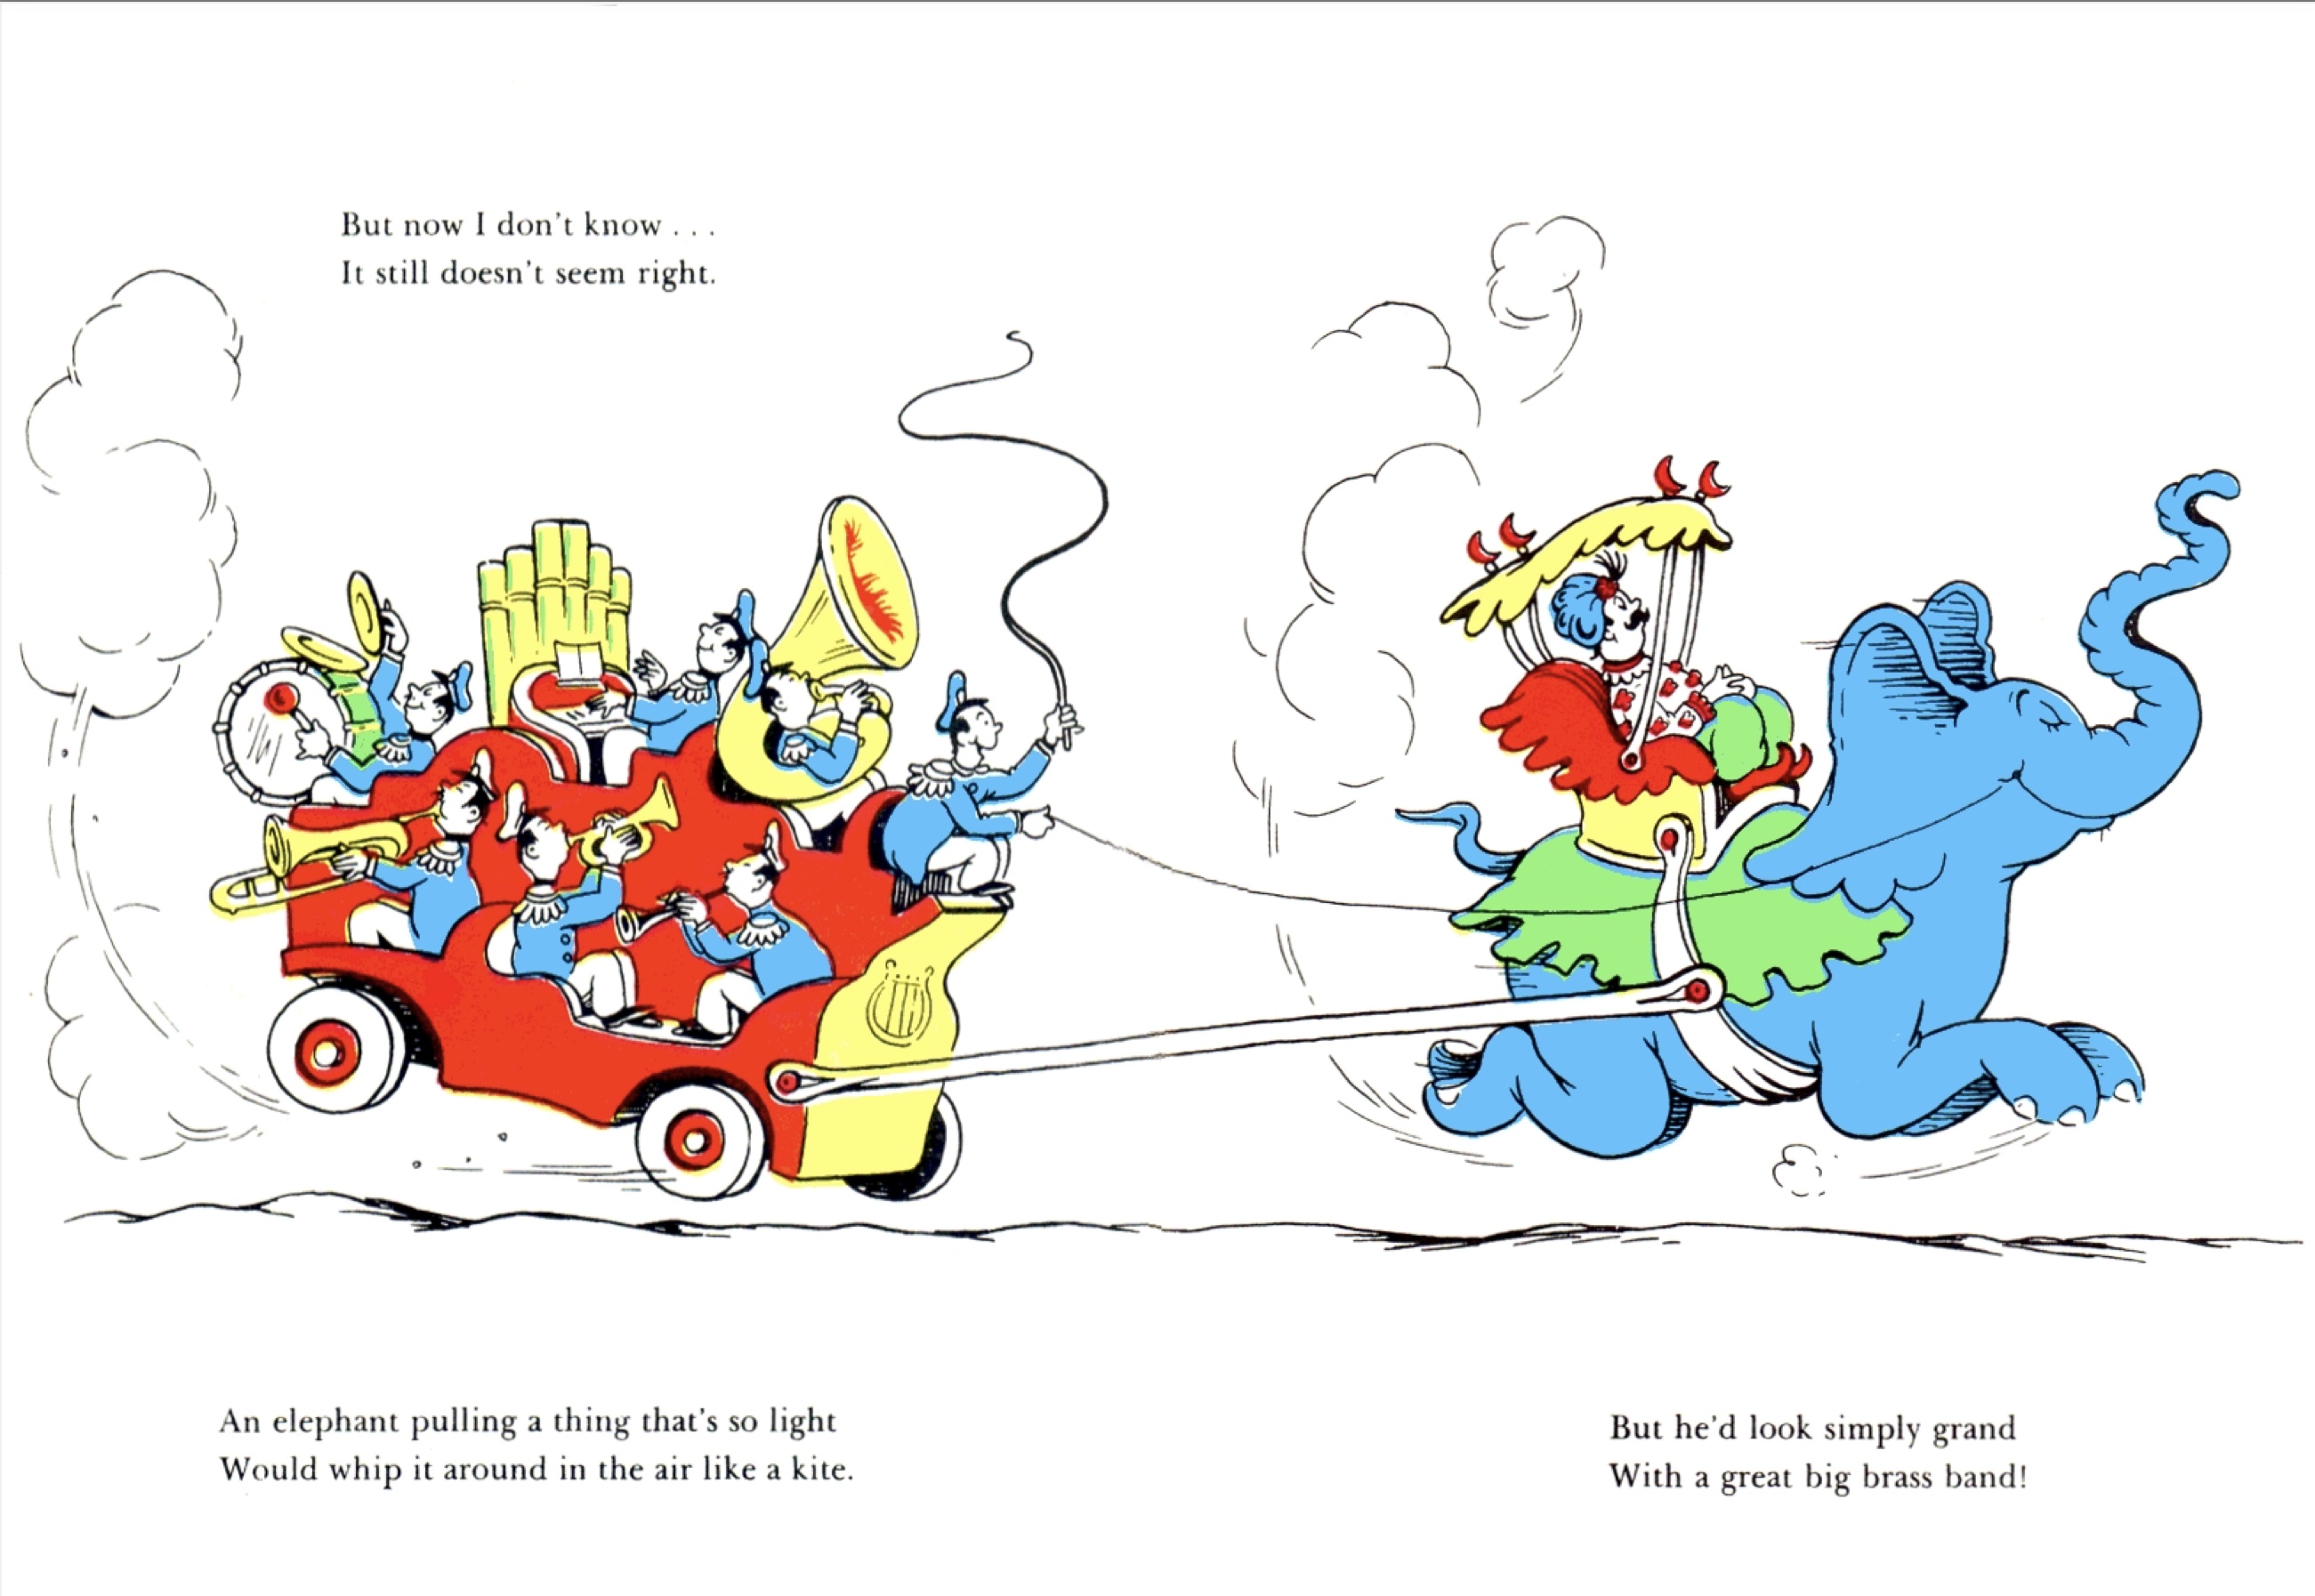 But now I don't know . . .
It still doesn't seem right.
An elephant pulling a thing that's so light
Would whip it around in the air like a kite.
But he'd look simply grand
With a great big brass band!